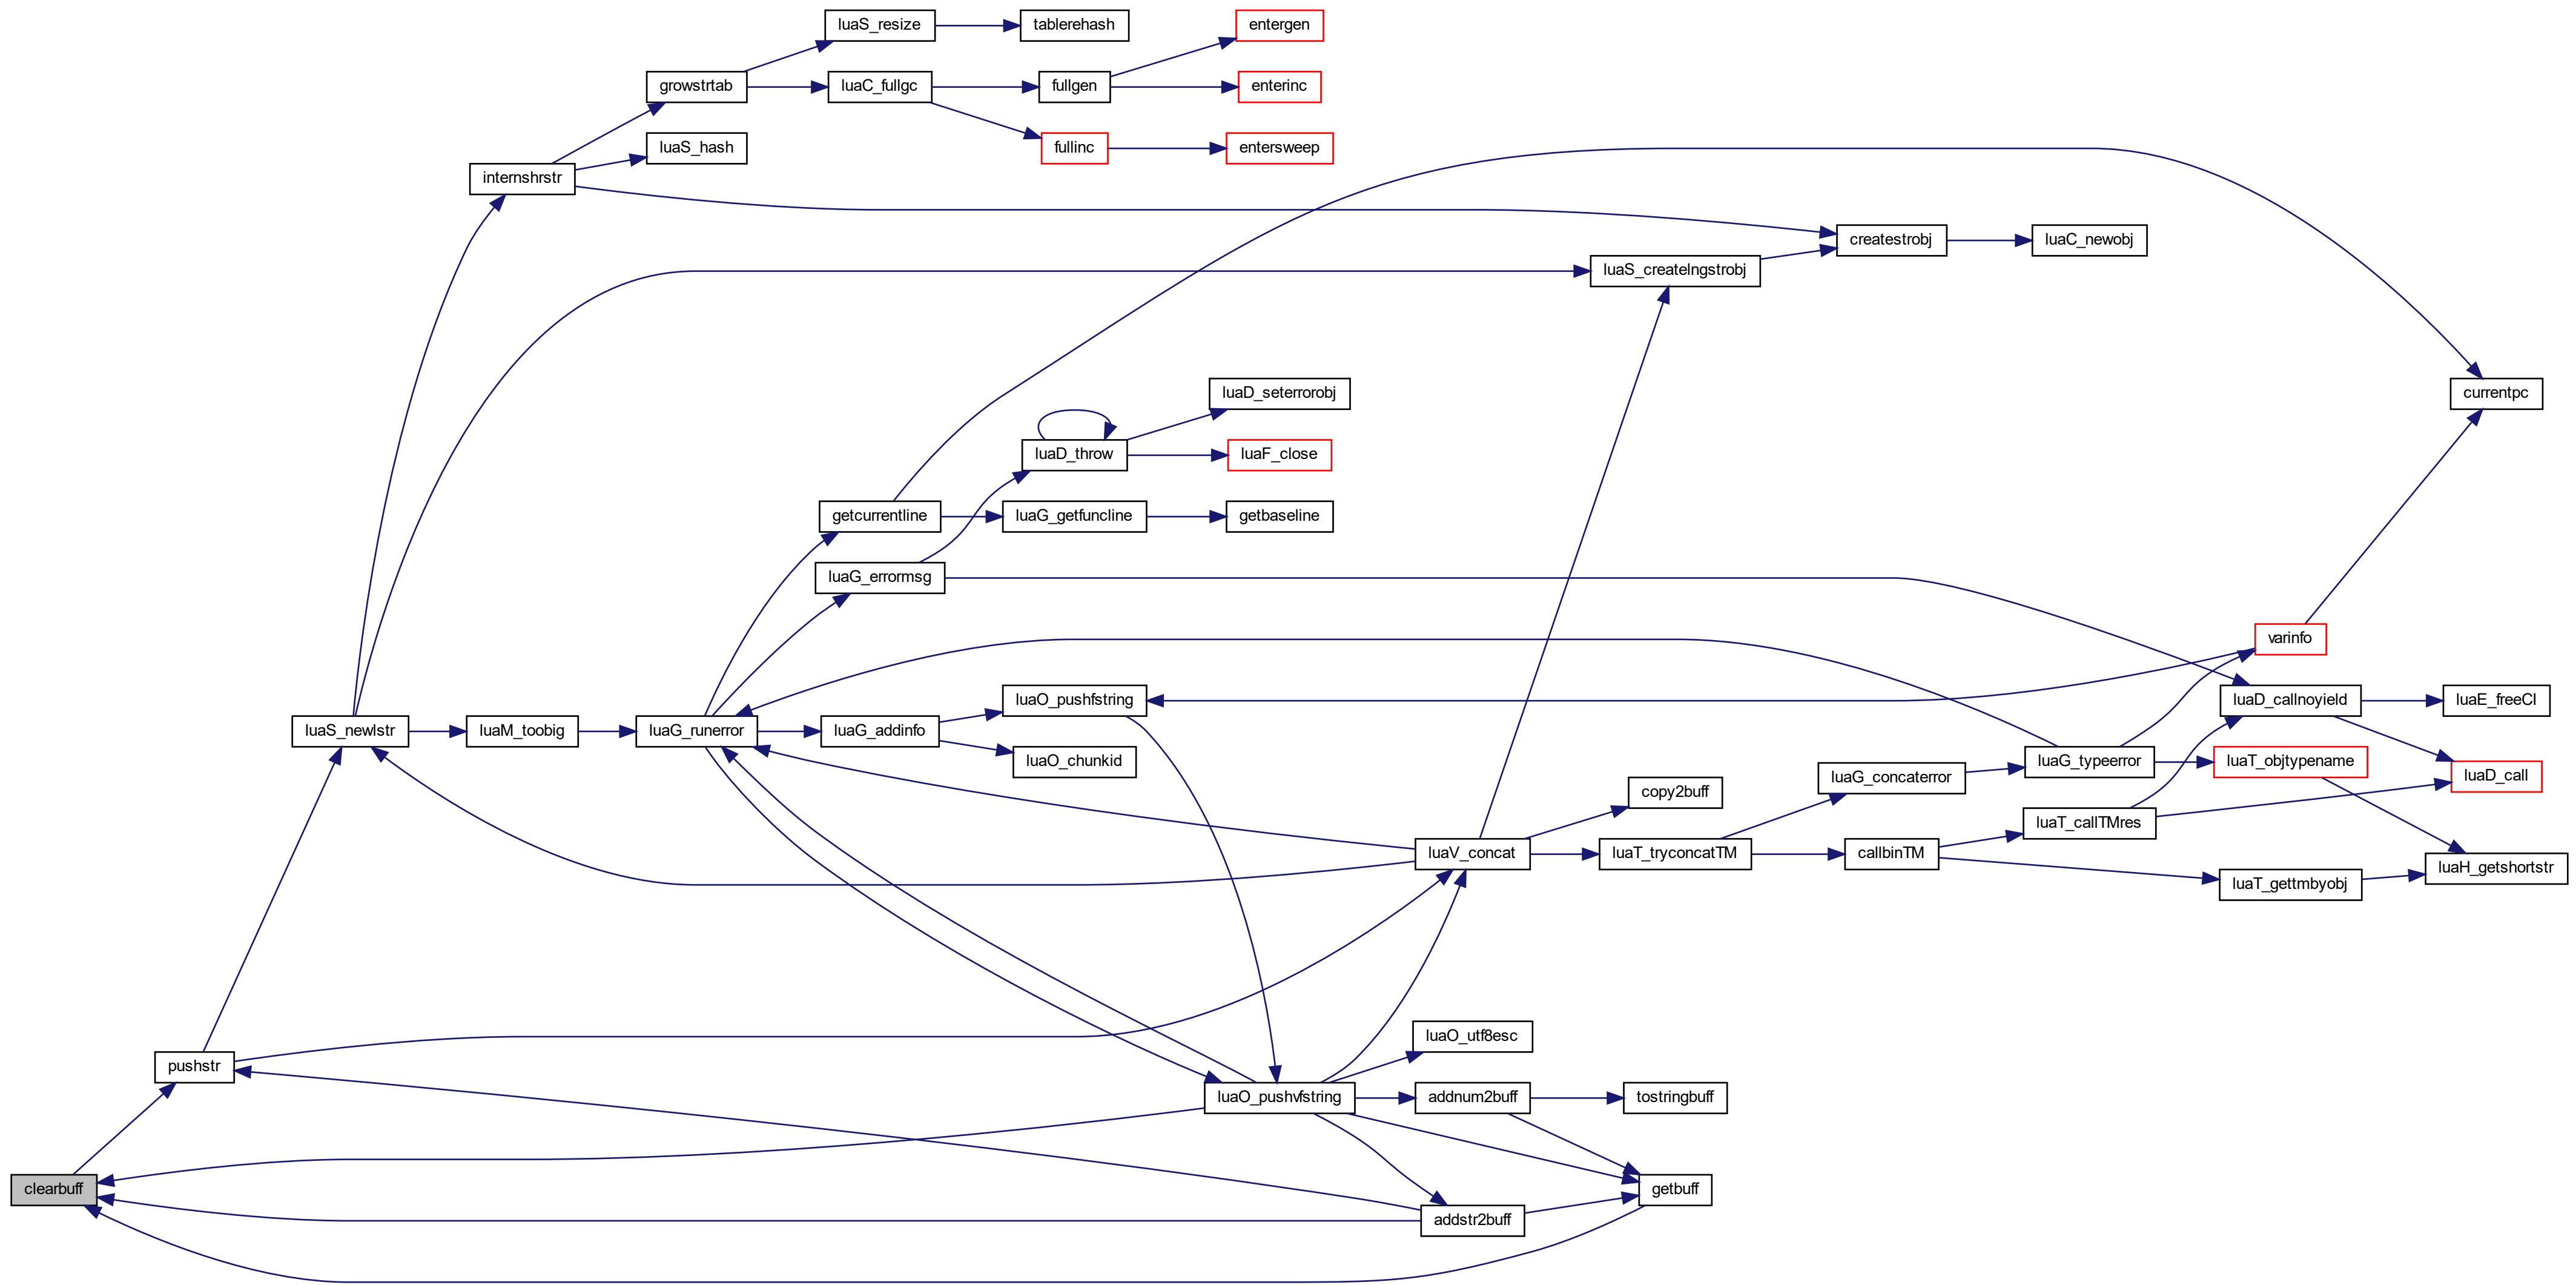 luaS_resize
tablerehash
entergen
growstrtab
luaC_fullgc
fullgen
enterinc
luaS_hash
fullinc
entersweep
internshrstr
createstrobj
luaC_newobj
luaS_createlngstrobj
luaD_seterrorobj
currentpc
luaD_throw
luaF_close
getcurrentline
luaG_getfuncline
getbaseline
luaG_errormsg
varinfo
luaO_pushfstring
luaD_callnoyield
luaE_freeCI
luaS_newlstr
luaM_toobig
luaG_runerror
luaG_addinfo
luaO_chunkid
luaG_typeerror
luaT_objtypename
luaG_concaterror
luaD_call
copy2buff
luaT_callTMres
luaV_concat
luaT_tryconcatTM
callbinTM
luaH_getshortstr
luaT_gettmbyobj
luaO_utf8esc
pushstr
luaO_pushvfstring
addnum2buff
tostringbuff
clearbuff
getbuff
addstr2buff